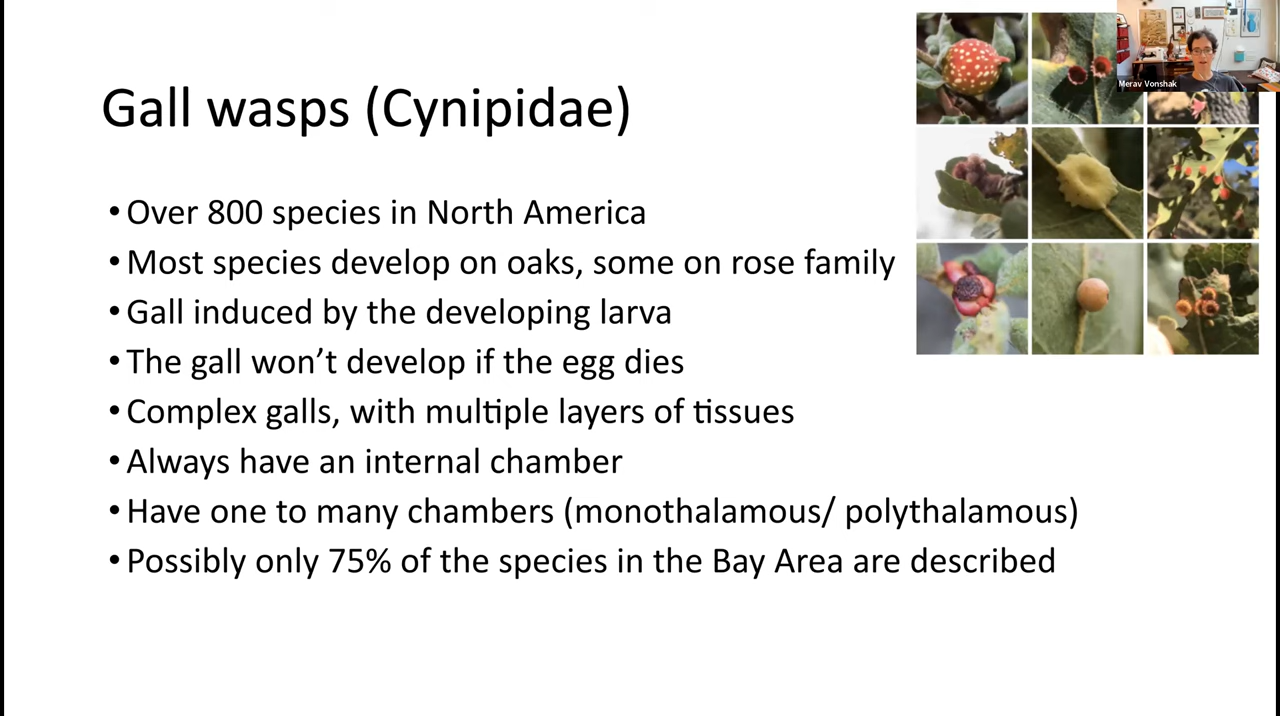 Merav Vonshak
Gall wasps (Cynipidae)
•Over 800 species in North America
•Most species develop on oaks, some on rose family
•Gall induced by the developing larva
•The gall won’t develop if the egg dies
•Complex galls, with multiple layers of tissues
•Always have an internal chamber
•Have one to many chambers (monothalamous/ polythalamous)
•Possibly only 75% of the species in the Bay Area are described